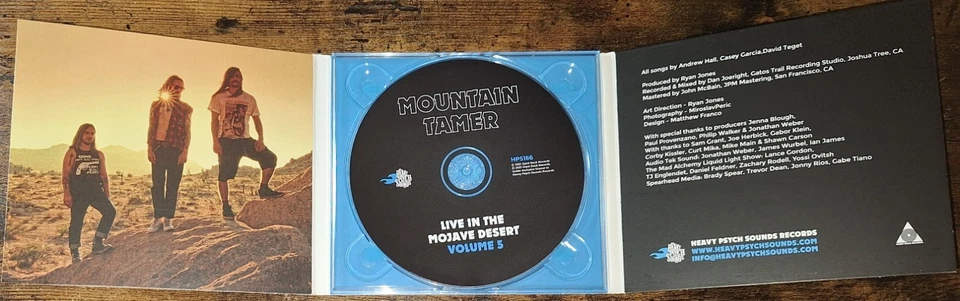 MOUNTAIN
TAMER
HPS166
LIVE IN THE
MOJAVE DESERT
VOLUME 5
All songs by Andrew Hall, Casey Garcia,David Teget
Produced by Ryan Jones
Recorded & Mixed by Dan Joeright, Gatos Trail Recording Studio, Joshua Tree, CA
Mastered by John McBain, JPM Mastering, San Francisco, CA
Art Direction - Ryan Jones
Photography - MiroslavPeric
Design - Matthew Franco
With special thanks to producers Jenna Blough,
Paul Provenzano, Philip Walker & Jonathan Weber
With thanks to Sam Grant, Joe Herbick, Gabor Klein,
Corby Kissler, Curt Mika, Mike Main & Shawn Carson
Audio Tek Sound: Jonathan Weber, James Wurbel, Ian James
The Mad Alchemy Liquid Light Show: Lance Gordon,
TJ Englendet, Daniel Feldner, Zachary Rodell, Yossi Ovitsh
Spearhead Media: Brady Spear, Trevor Dean, Jonny Rios, Gabe Tiano
HEAVY PSYCH SOUNDS RECORDS
WWW.HEAVYPSYCHSOUNDS.COM
INFO@HEAVYPSYCHSOUNDS.COM